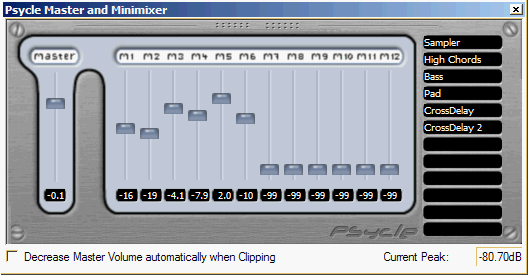 Psycle Master and Minimixer
master M1 M2 M3 M4 M5 M6 M7 M8 M9 M10 M11 M12
Sampler
High Chords
Bass
Pad
CrossDelay
CrossDelay 2
-0.1 -16 -19 -4.1 -7.9 2.0 -10 -99 -99 -99 -99 -99 -99
Psycle
Decrease Master Volume automatically when Clipping Current Peak: -80.70dB